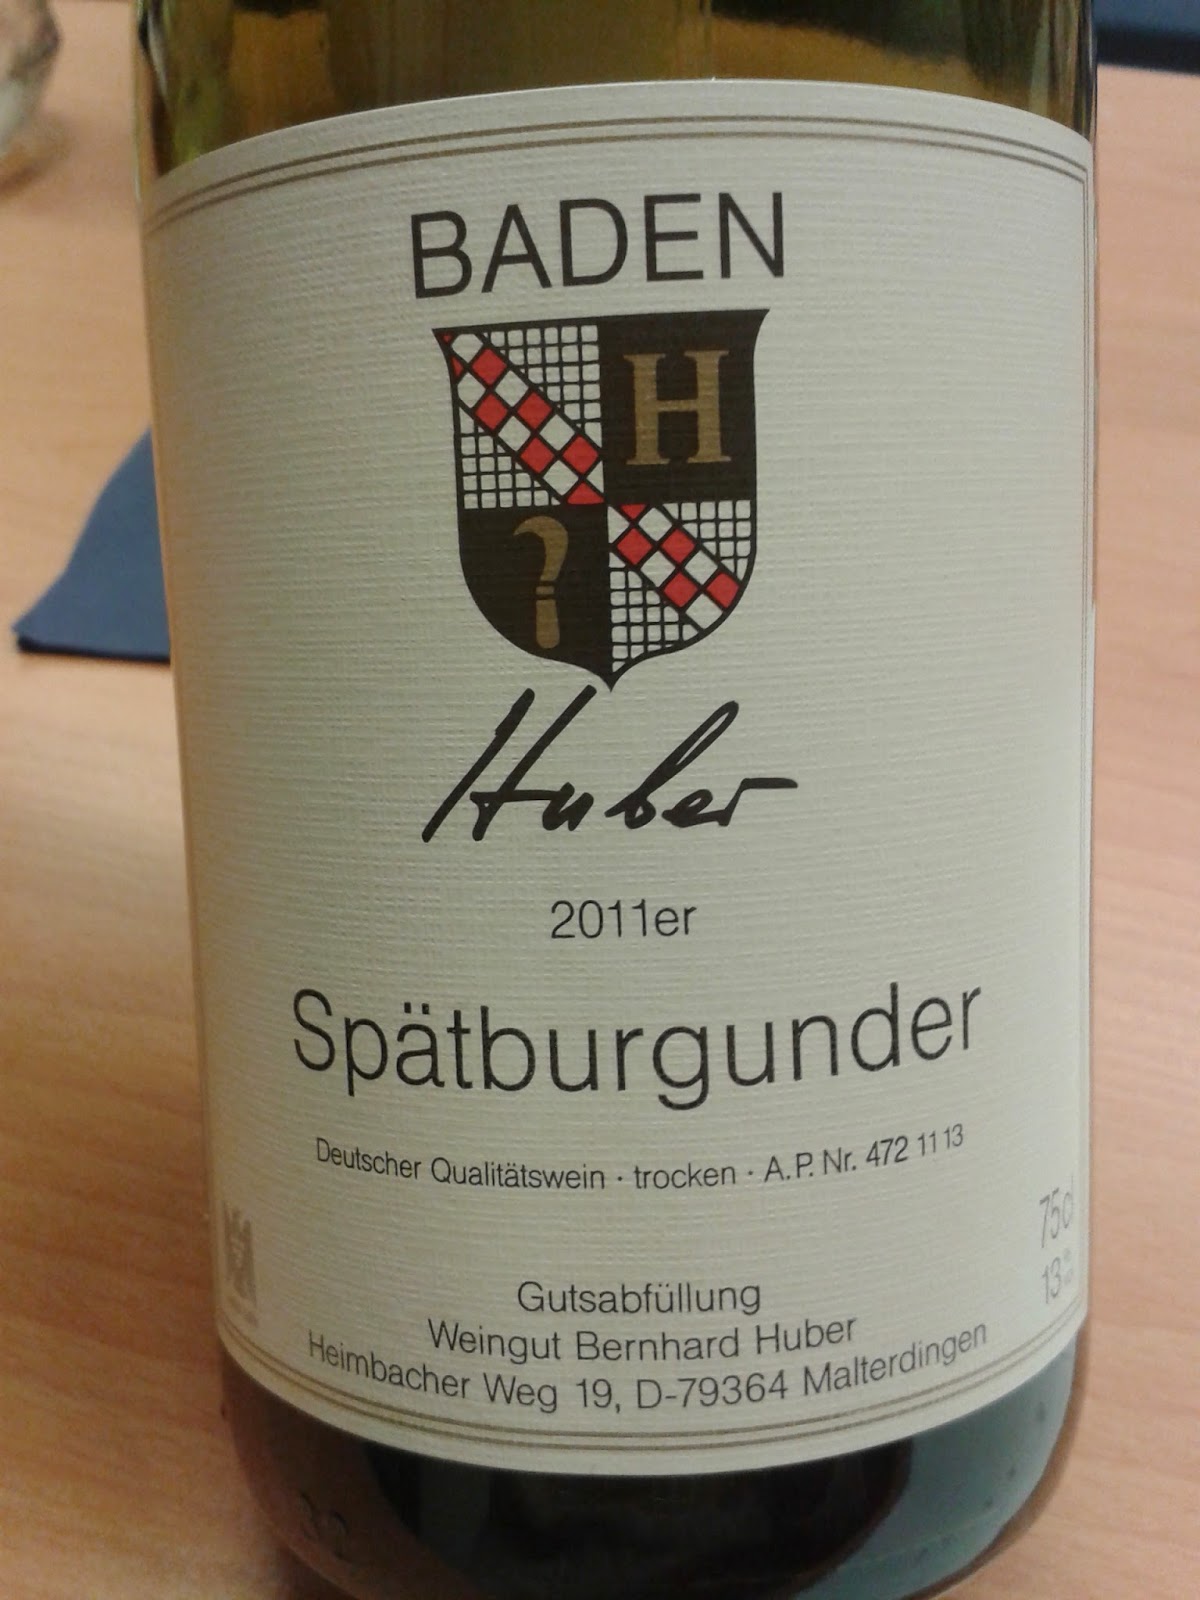 BADEN
H
Huber
2011er
Spätburgunder
Deutscher Qualitätswein · trocken · A.P. Nr. 472 11 13
75cl
13%
Gutsabfüllung
Weingut Bernhard Huber
Heimbacher Weg 19, D-79364 Malterdingen
32